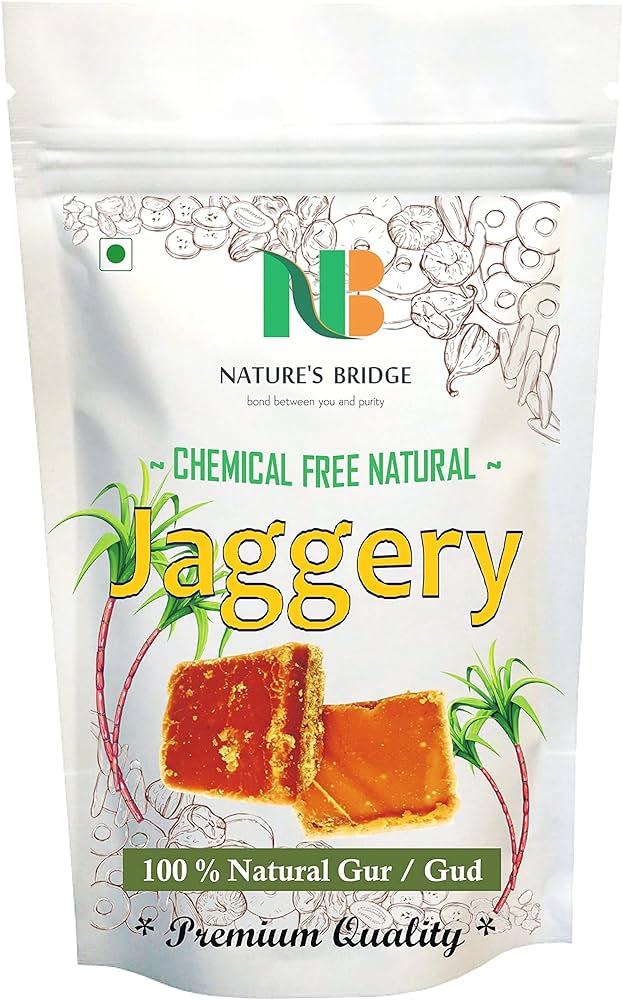 NB
NATURE'S BRIDGE
bond between you and purity
~ CHEMICAL FREE NATURAL ~
Jaggery
100 % Natural Gur / Gud
* Premium Quality *